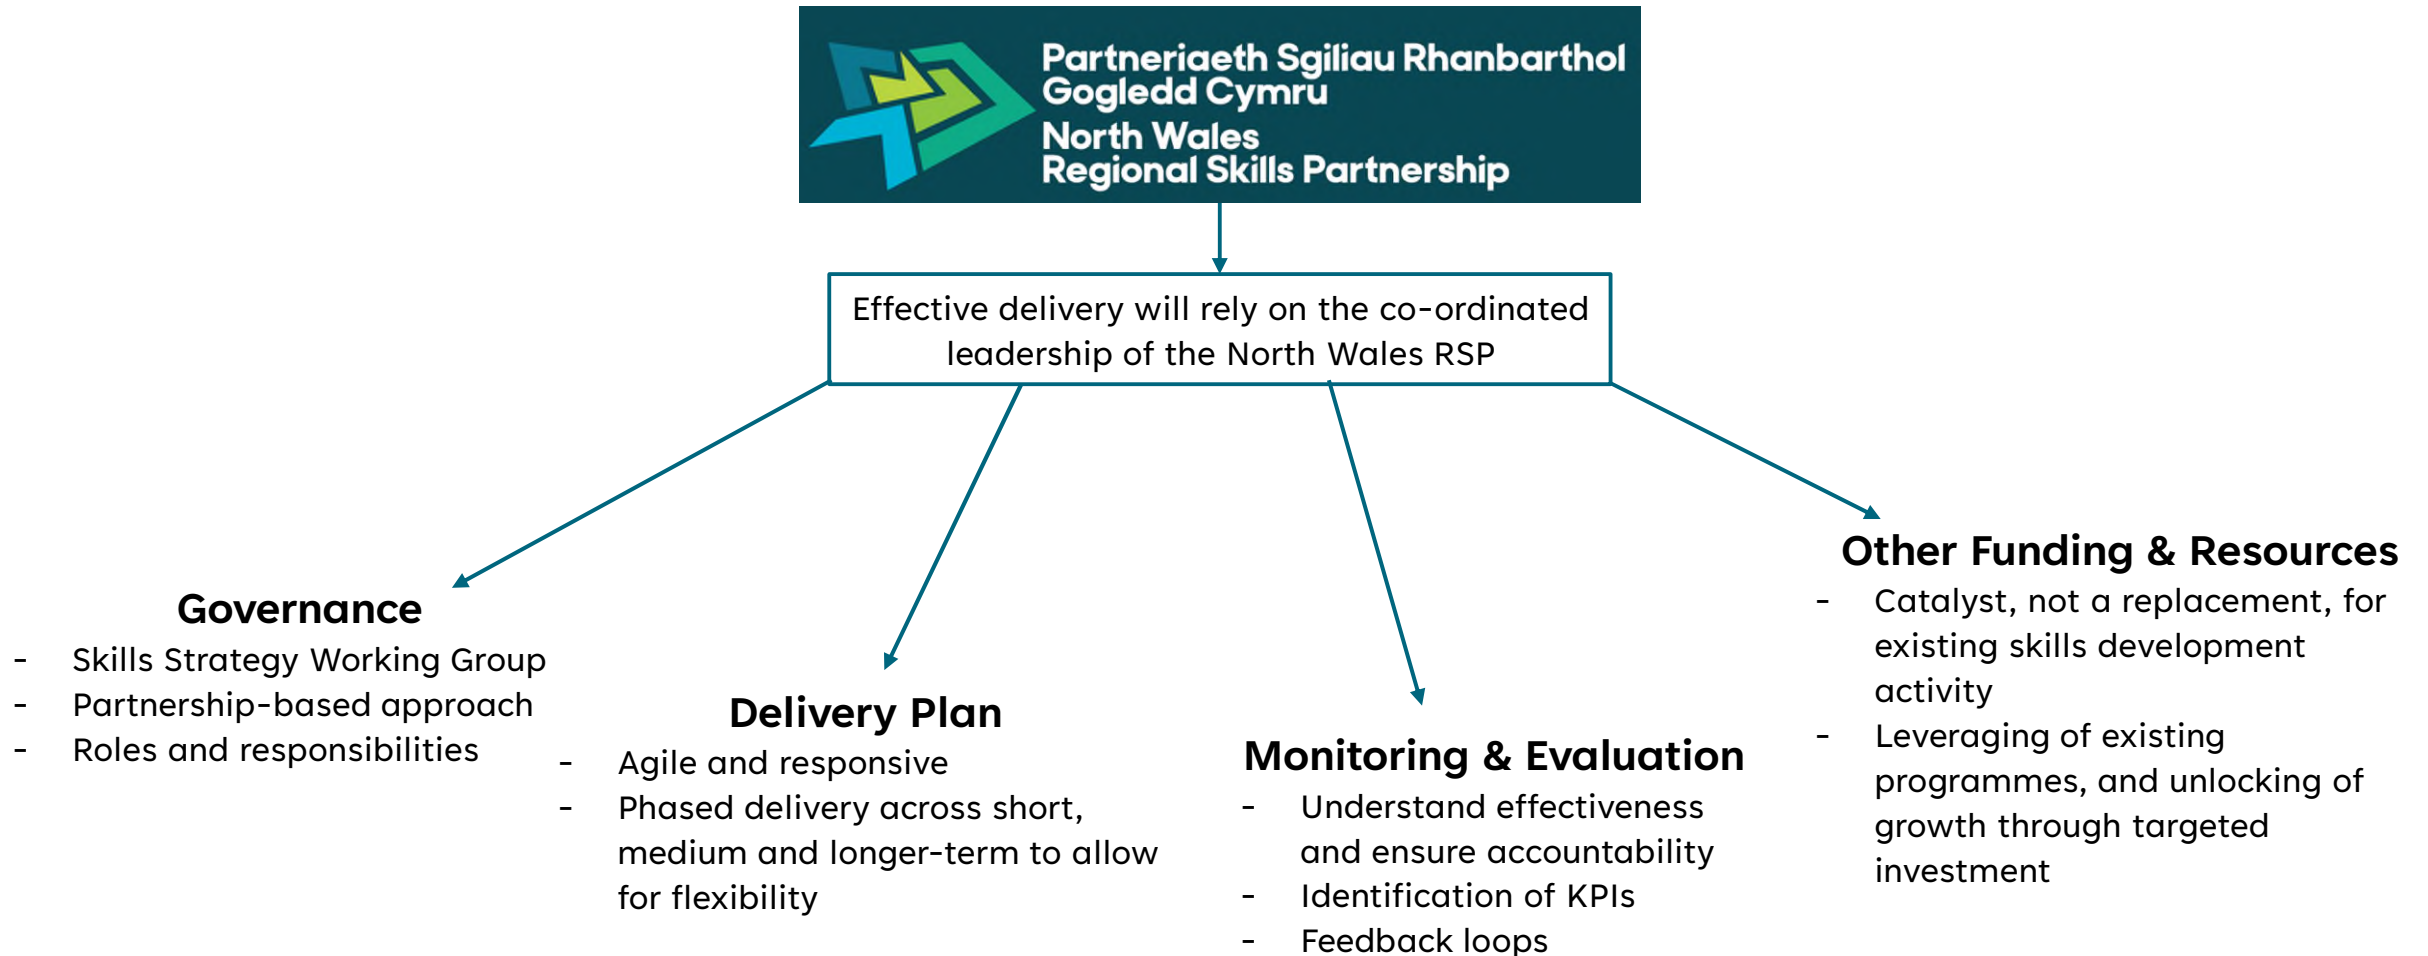 Partneriaeth Sgiliau Rhanbarthol
Gogledd Cymru
North Wales
Regional Skills Partnership
Effective delivery will rely on the co-ordinated
leadership of the North Wales RSP
Governance
- Skills Strategy Working Group
- Partnership-based approach
- Roles and responsibilities
Delivery Plan
- Agile and responsive
- Phased delivery across short,
medium and longer-term to allow
for flexibility
Monitoring & Evaluation
- Understand effectiveness
and ensure accountability
- Identification of KPIs
- Feedback loops
Other Funding & Resources
- Catalyst, not a replacement, for
existing skills development
activity
- Leveraging of existing
programmes, and unlocking of
growth through targeted
investment